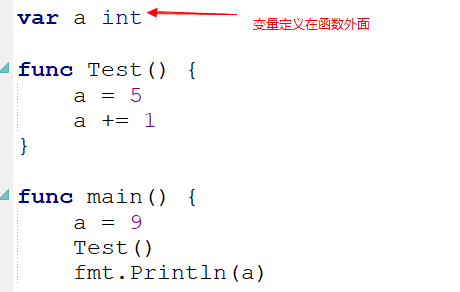 var a int
变量定义在函数外面
func Test() {
    a = 5
    a += 1
}
func main() {
    a = 9
    Test()
    fmt.Println(a)